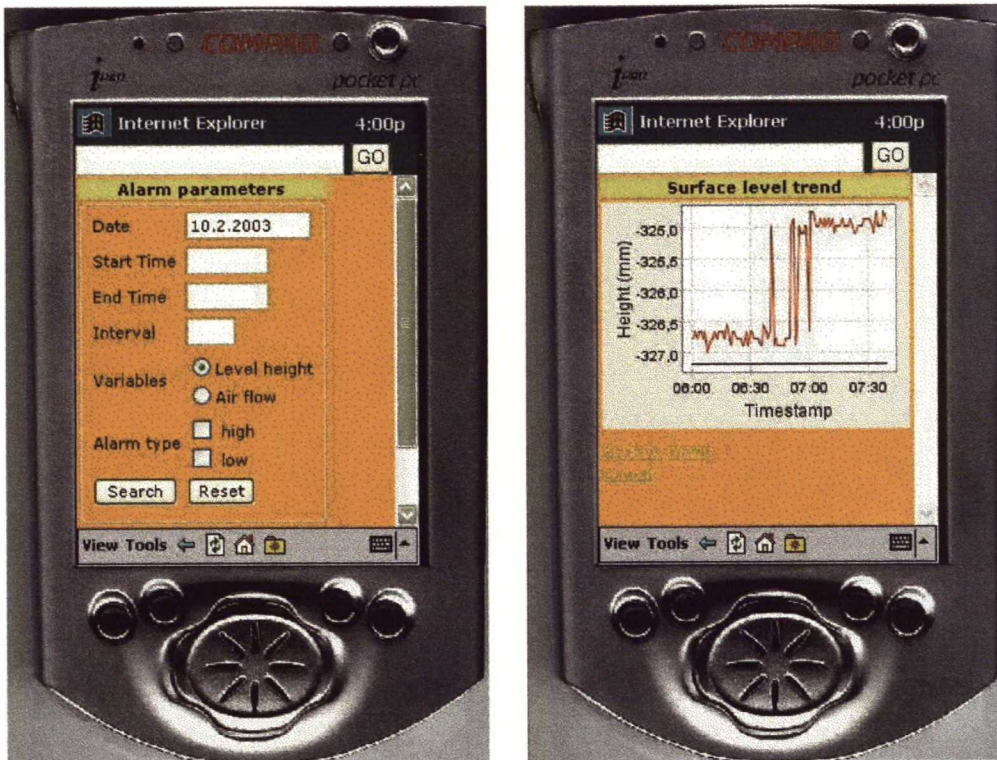 COMPAQ
iPAQ
pocket pc
Internet Explorer 4:00p
GO
Alarm parameters
Date 10.2.2003
Start Time
End Time
Interval
Variables
Level height
Air flow
Alarm type
high
low
Search Reset
View Tools
COMPAQ
iPAQ
pocket pc
Internet Explorer 4:00p
GO
Surface level trend
Height (mm)
-325,0
-325,5
-326,0
-326,5
-327,0
06:00 06:30 07:00 07:30
Timestamp
View Tools